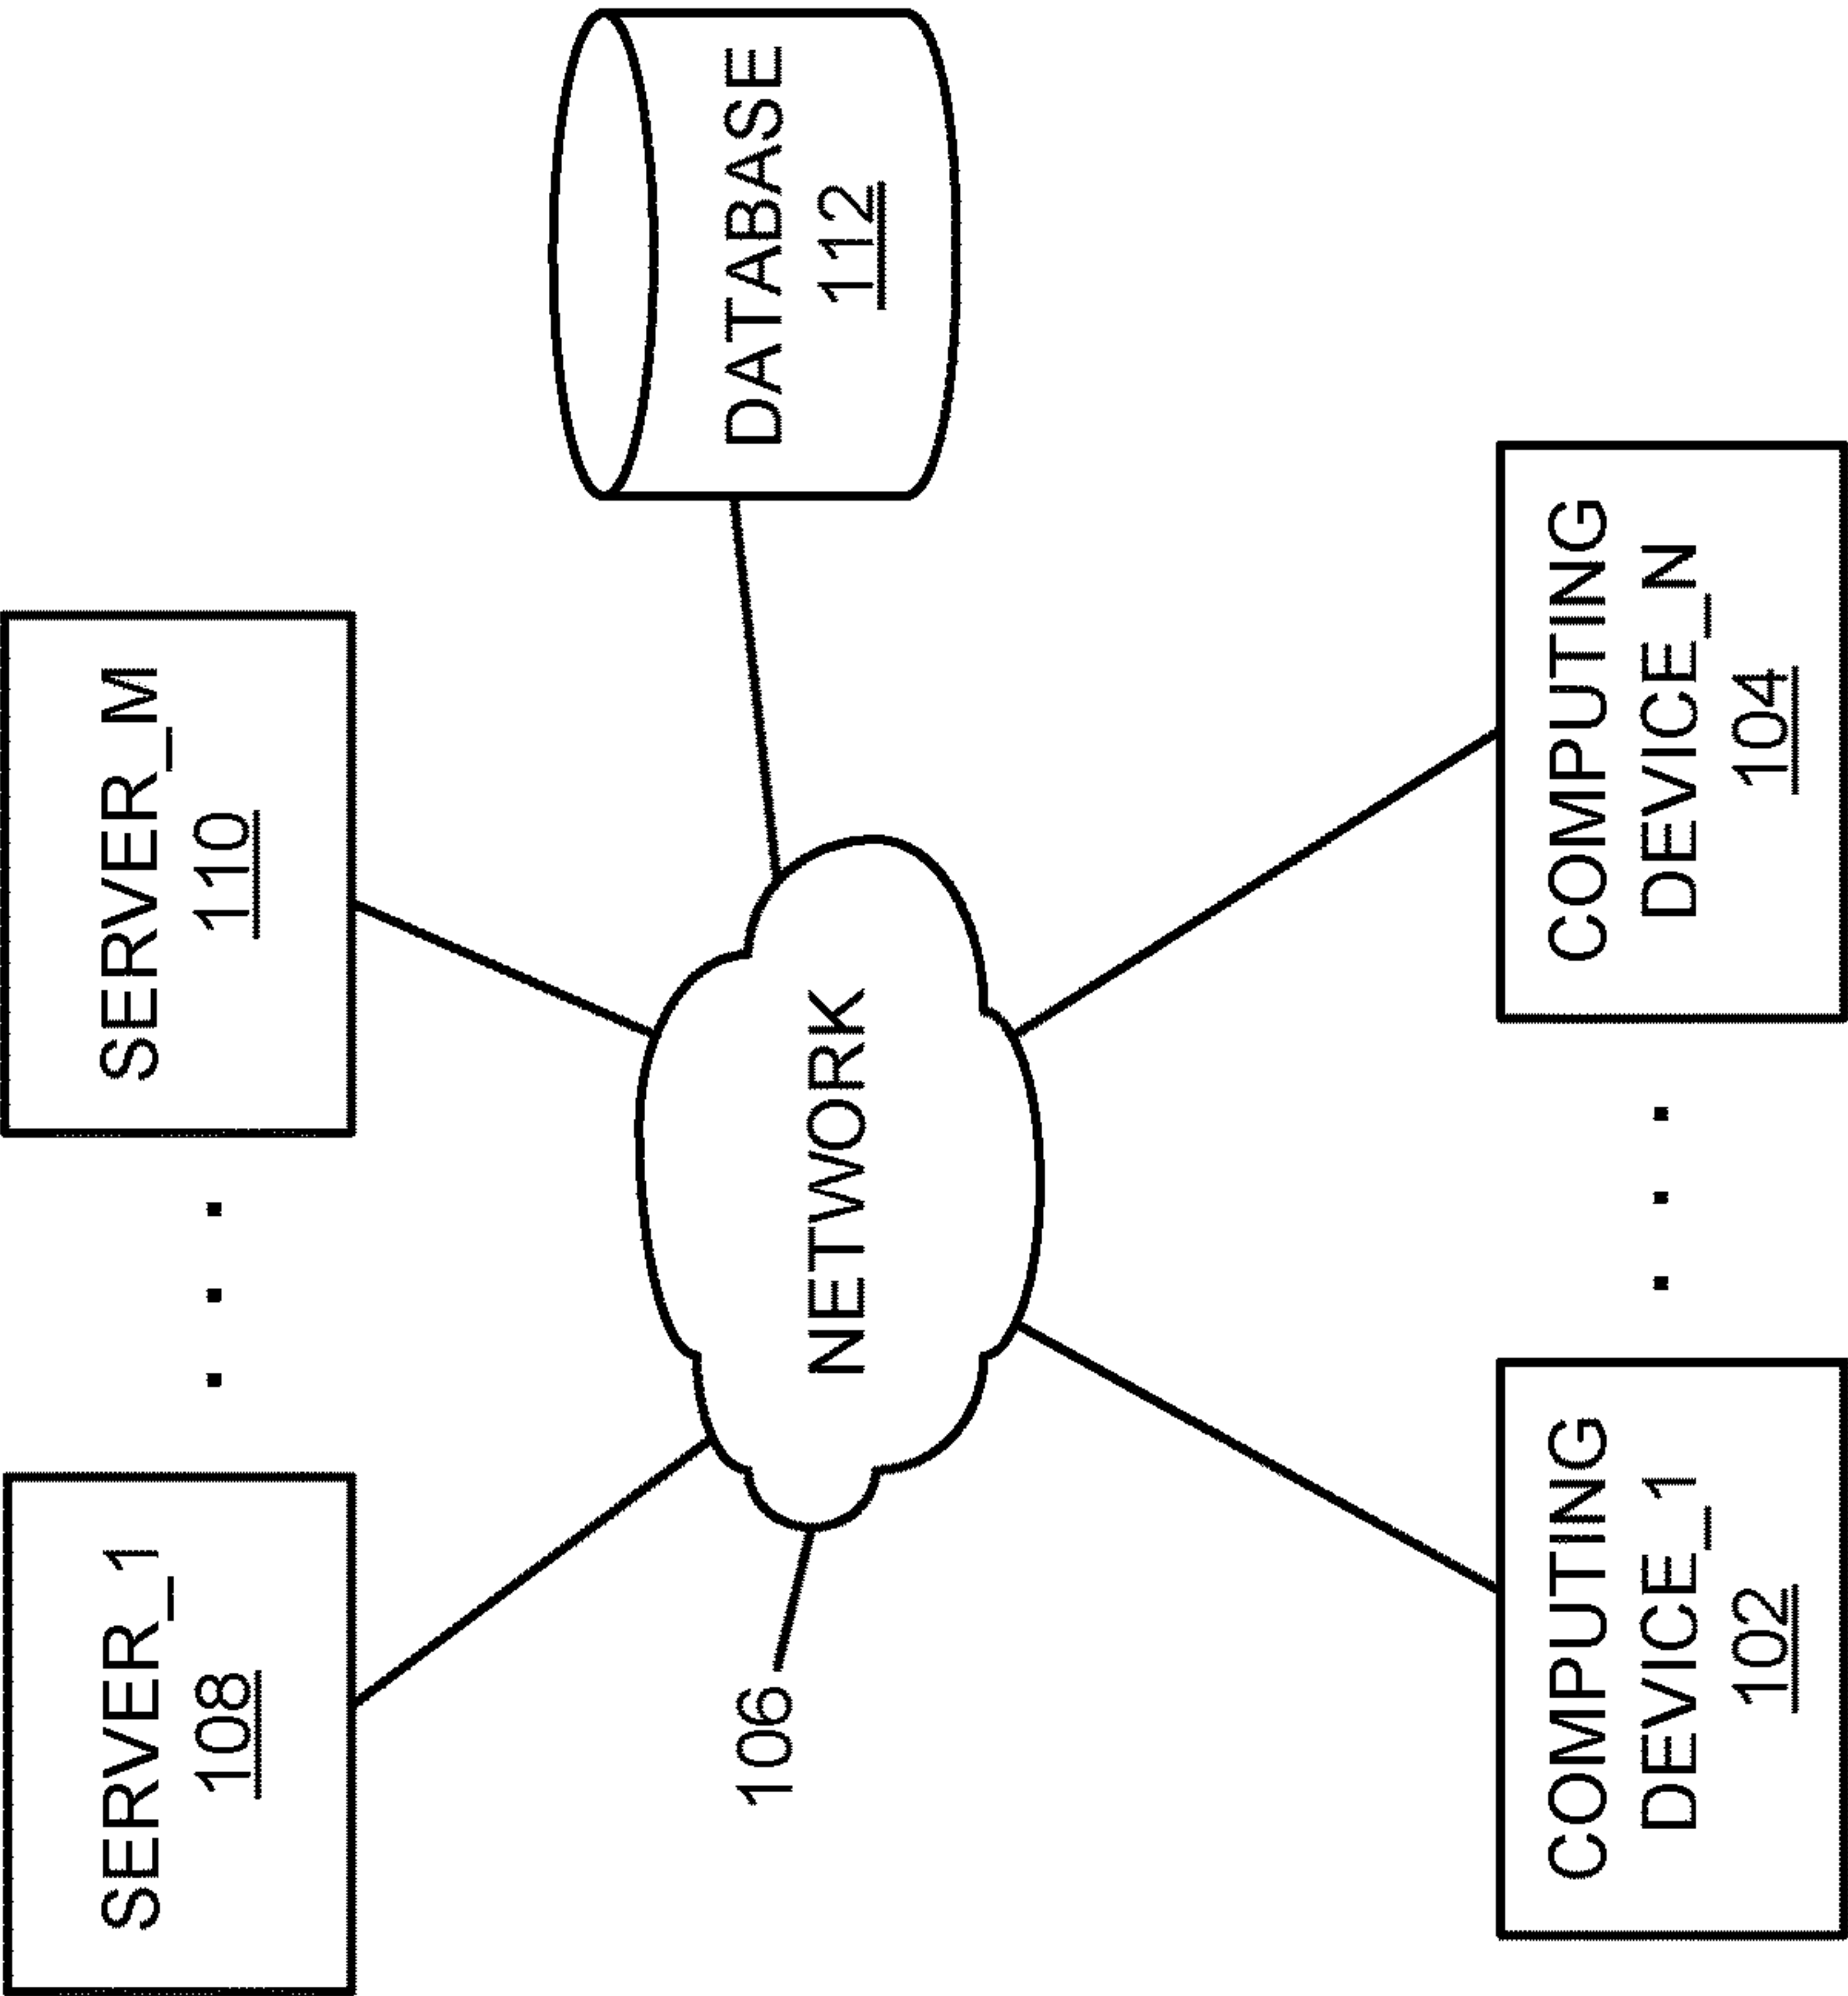 SERVER_1
108
SERVER_M
110
DATABASE
112
NETWORK
106
COMPUTING
DEVICE_1
102
COMPUTING
DEVICE_N
104